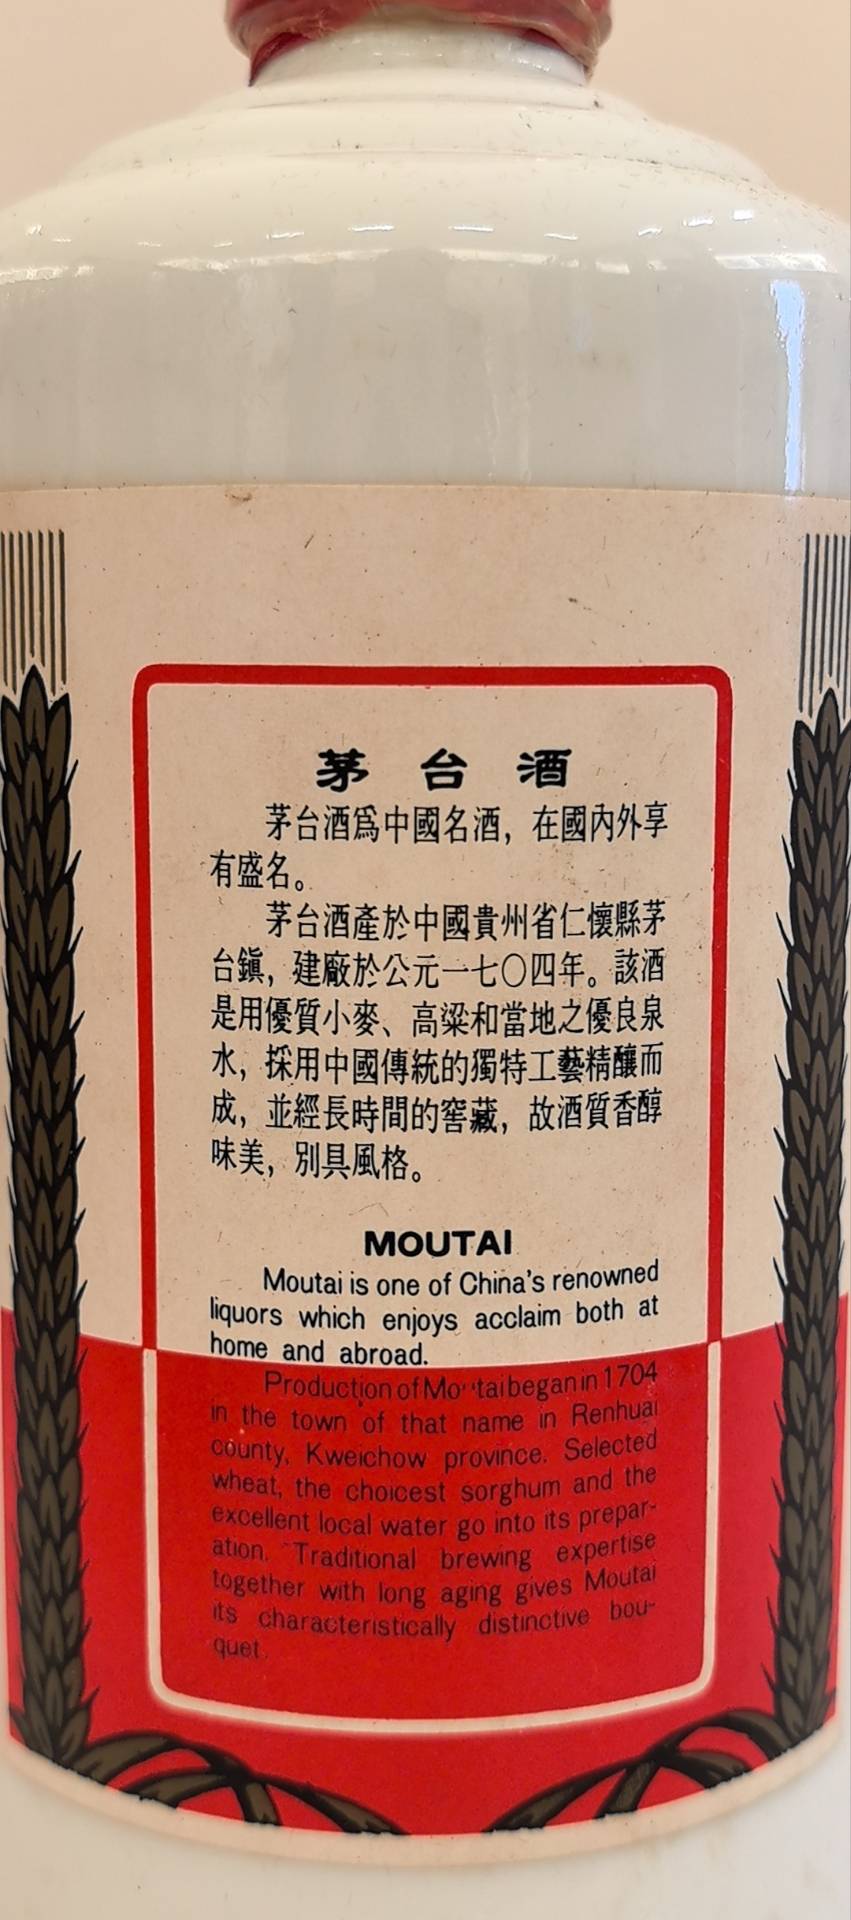 茅台酒
茅台酒爲中國名酒，在國內外享
有盛名。
茅台酒產於中國貴州省仁懷縣茅
台鎭，建廠於公元一七〇四年。該酒
是用優質小麥、高粱和當地之優良泉
水，採用中國傳統的獨特工藝精釀而
成，並經長時間的窖藏，故酒質香醇
味美，別具風格。
MOUTAI
Moutai is one of China's renowned
liquors which enjoys acclaim both at
home and abroad.
Production of Moutai began in 1704
in the town of that name in Renhuai
county, Kweichow province. Selected
wheat, the choicest sorghum and the
excellent local water go into its prepar-
ation. Traditional brewing expertise
together with long aging gives Moutai
its characteristically distinctive bou-
quet.